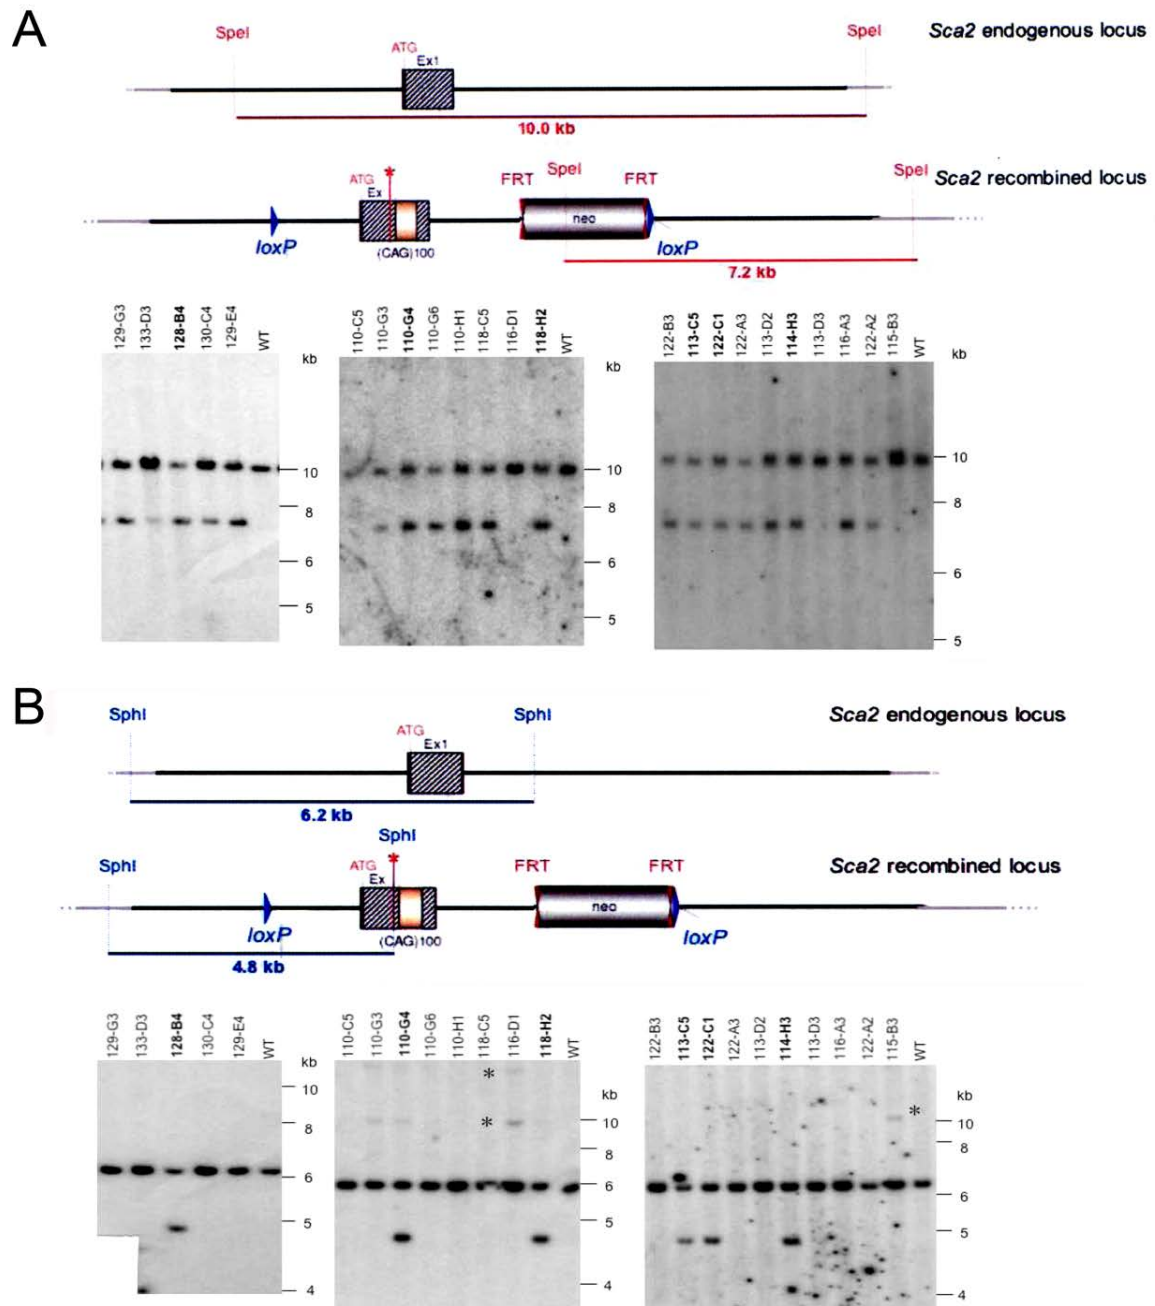 A
SpeI
SpeI
Sca2 endogenous locus
ATG
Ex1
10.0 kb
ATG
*
FRT
SpeI
FRT
SpeI
Sca2 recombined locus
Ex
neo
loxP
(CAG)100
loxP
7.2 kb
129-G3
133-D3
128-B4
130-C4
129-E4
WT
kb
10
8
6
5
110-C5
110-G3
110-G4
110-G6
110-H1
118-C5
116-D1
118-H2
WT
kb
10
8
6
5
122-B3
113-C5
122-C1
122-A3
113-D2
114-H3
113-D3
116-A3
122-A2
115-B3
WT
kb
10
8
6
5
B
SphI
SphI
Sca2 endogenous locus
ATG
Ex1
6.2 kb
SphI
SphI
ATG
*
FRT
FRT
Sca2 recombined locus
Ex
neo
loxP
(CAG)100
loxP
4.8 kb
129-G3
133-D3
128-B4
130-C4
129-E4
WT
kb
10
8
6
5
4
110-C5
110-G3
110-G4
110-G6
110-H1
118-C5
116-D1
118-H2
WT
*
*
kb
10
8
6
5
4
122-B3
113-C5
122-C1
122-A3
113-D2
114-H3
113-D3
116-A3
122-A2
115-B3
WT
*
kb
10
8
6
5
4